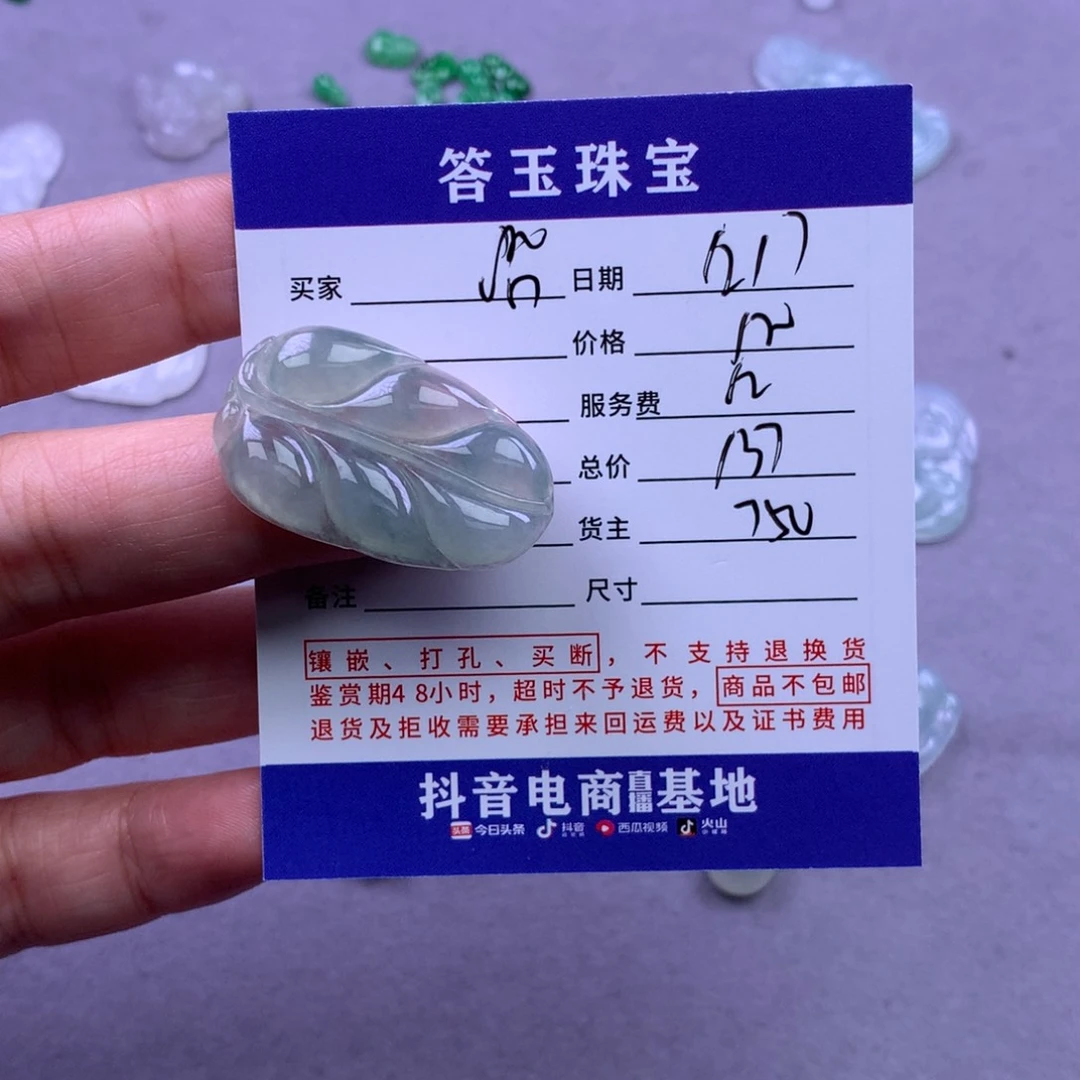 答玉珠宝
买家 日期
价格
服务费
总价 137
货主 750
备注 尺寸
镶嵌、打孔、买断，不支持退换货
鉴赏期48小时，超时不予退货，商品不包邮
退货及拒收需要承担来回运费以及证书费用
抖音电商直播基地
头条 今日头条 抖音 西瓜视频 火山